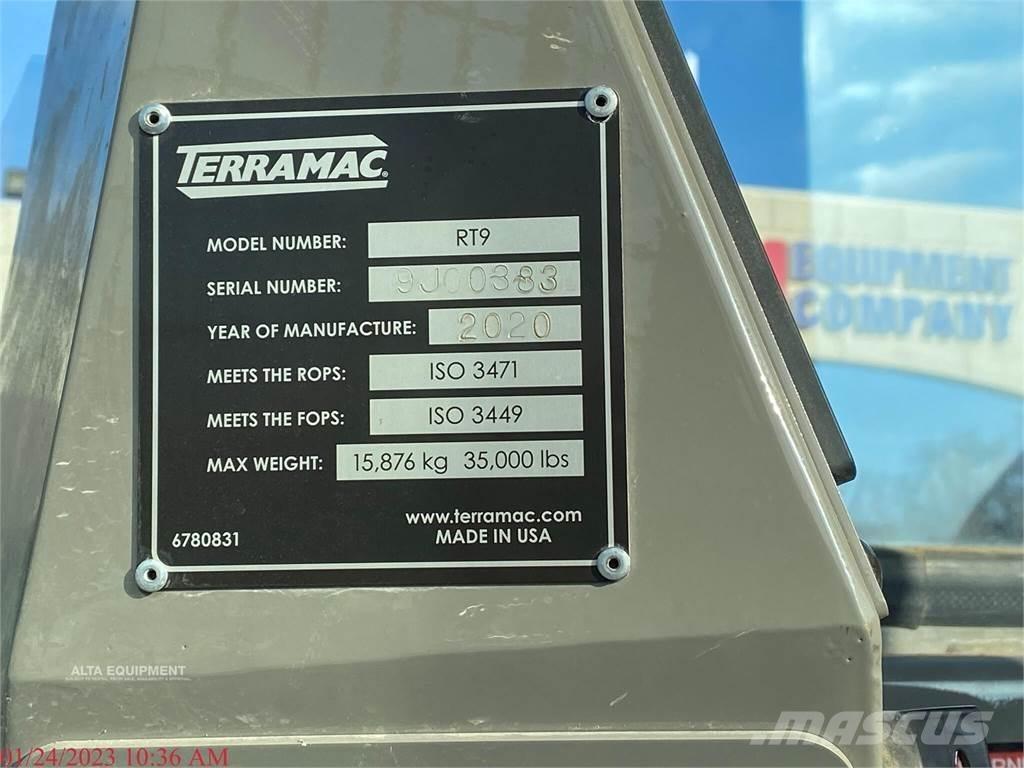 TERRAMAC®
MODEL NUMBER: RT9
SERIAL NUMBER: 9J00383
YEAR OF MANUFACTURE: 2020
MEETS THE ROPS: ISO 3471
MEETS THE FOPS: ISO 3449
MAX WEIGHT: 15,876 kg 35,000 lbs
www.terramac.com
6780831 MADE IN USA
EQUIPMENT
COMPANY
ALTA EQUIPMENT
MASCUS
01/24/2023 10:36 AM